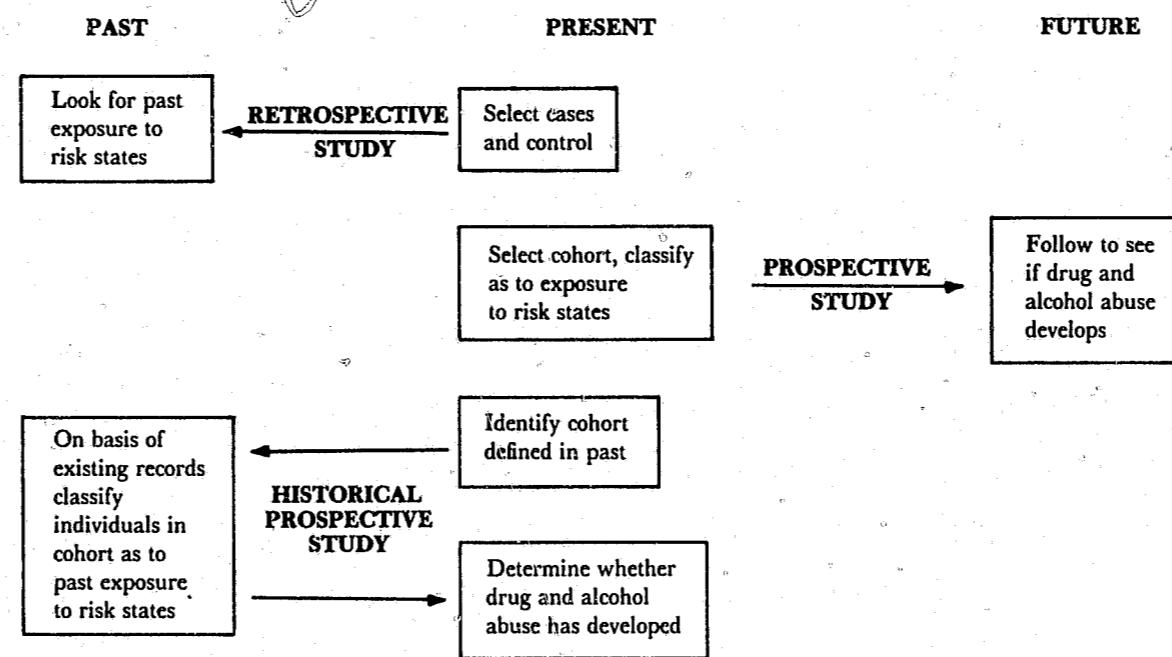 PAST
PRESENT
FUTURE
Look for past
exposure to
risk states
RETROSPECTIVE
STUDY
Select cases
and control
Select cohort, classify
as to exposure
to risk states
PROSPECTIVE
STUDY
Follow to see
if drug and
alcohol abuse
develops
Identify cohort
defined in past
On basis of
existing records
classify
individuals in
cohort as to
past exposure
to risk states
HISTORICAL
PROSPECTIVE
STUDY
Determine whether
drug and alcohol
abuse has developed